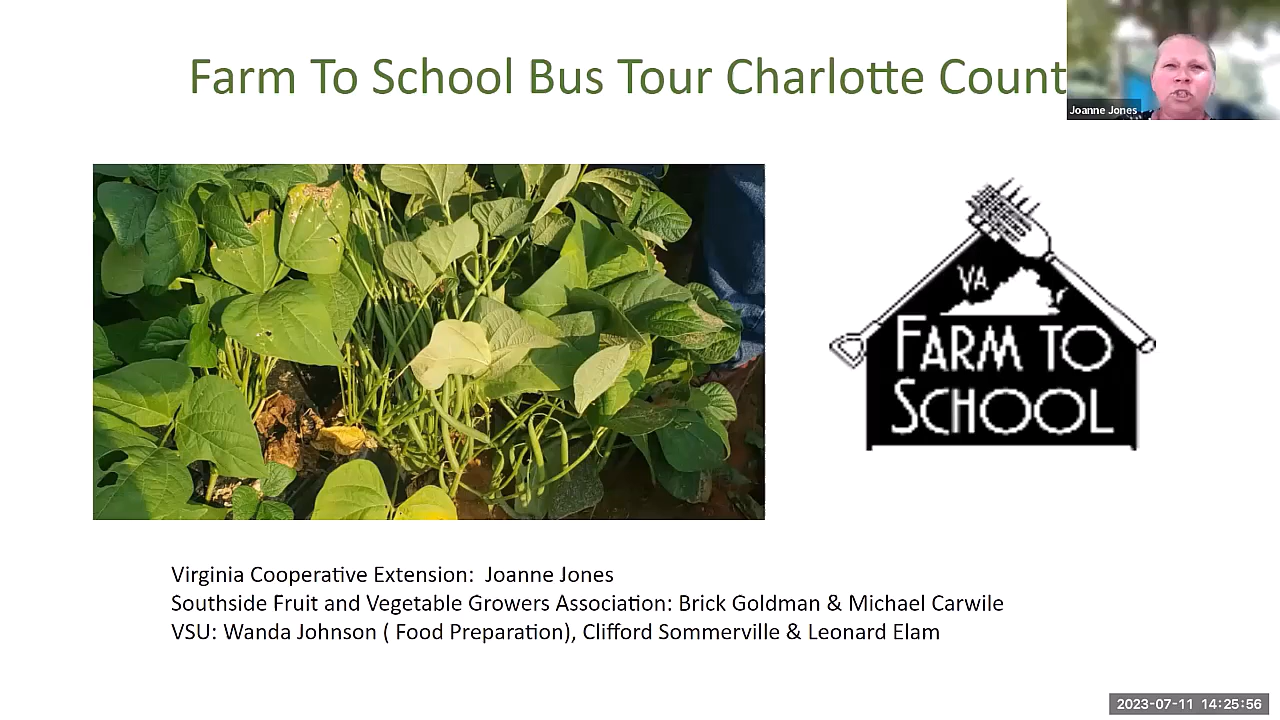 Farm To School Bus Tour Charlotte Count
Joanne Jones
VA
FARM TO
SCHOOL
Virginia Cooperative Extension:  Joanne Jones
Southside Fruit and Vegetable Growers Association: Brick Goldman & Michael Carwile
VSU: Wanda Johnson ( Food Preparation), Clifford Sommerville & Leonard Elam
2023-07-11 14:25:56